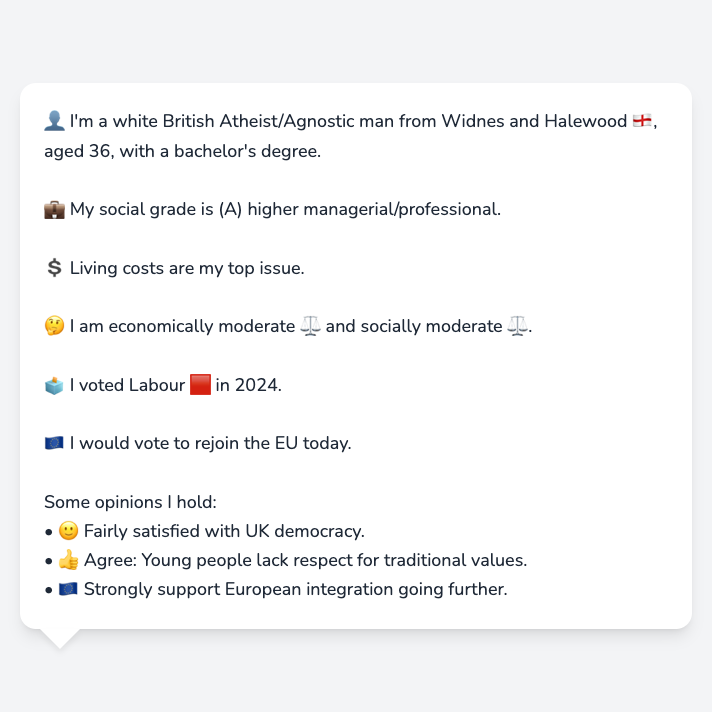 👤 I'm a white British Atheist/Agnostic man from Widnes and Halewood 🏴󠁧󠁢󠁥󠁮󠁧󠁿,
aged 36, with a bachelor's degree.
💼 My social grade is (A) higher managerial/professional.
💲 Living costs are my top issue.
🤔 I am economically moderate ⚖️ and socially moderate ⚖️.
🗳️ I voted Labour 🟥 in 2024.
🇪🇺 I would vote to rejoin the EU today.
Some opinions I hold:
• 🙂 Fairly satisfied with UK democracy.
• 👍 Agree: Young people lack respect for traditional values.
• 🇪🇺 Strongly support European integration going further.